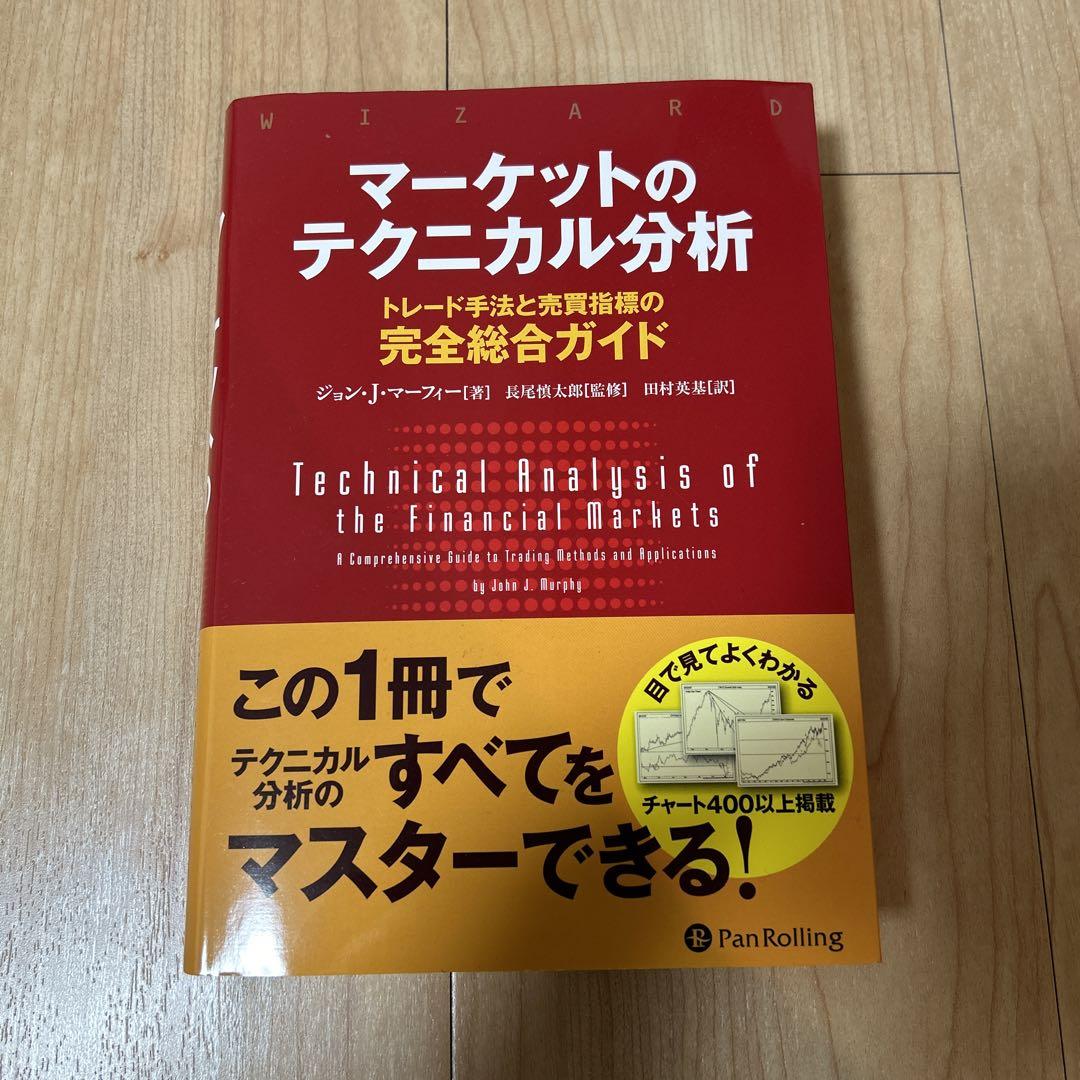 WIZARD
マーケットの
テクニカル分析
トレード手法と売買指標の
完全総合ガイド
ジョン・J・マーフィー[著] 長尾慎太郎[監修] 田村英基[訳]
Technical Analysis of
the Financial Markets
A Comprehensive Guide to Trading Methods and Applications
by John J. Murphy
この1冊で
テクニカル
分析の
すべてを
マスターできる!
目で見てよくわかる
チャート400以上掲載
PanRolling